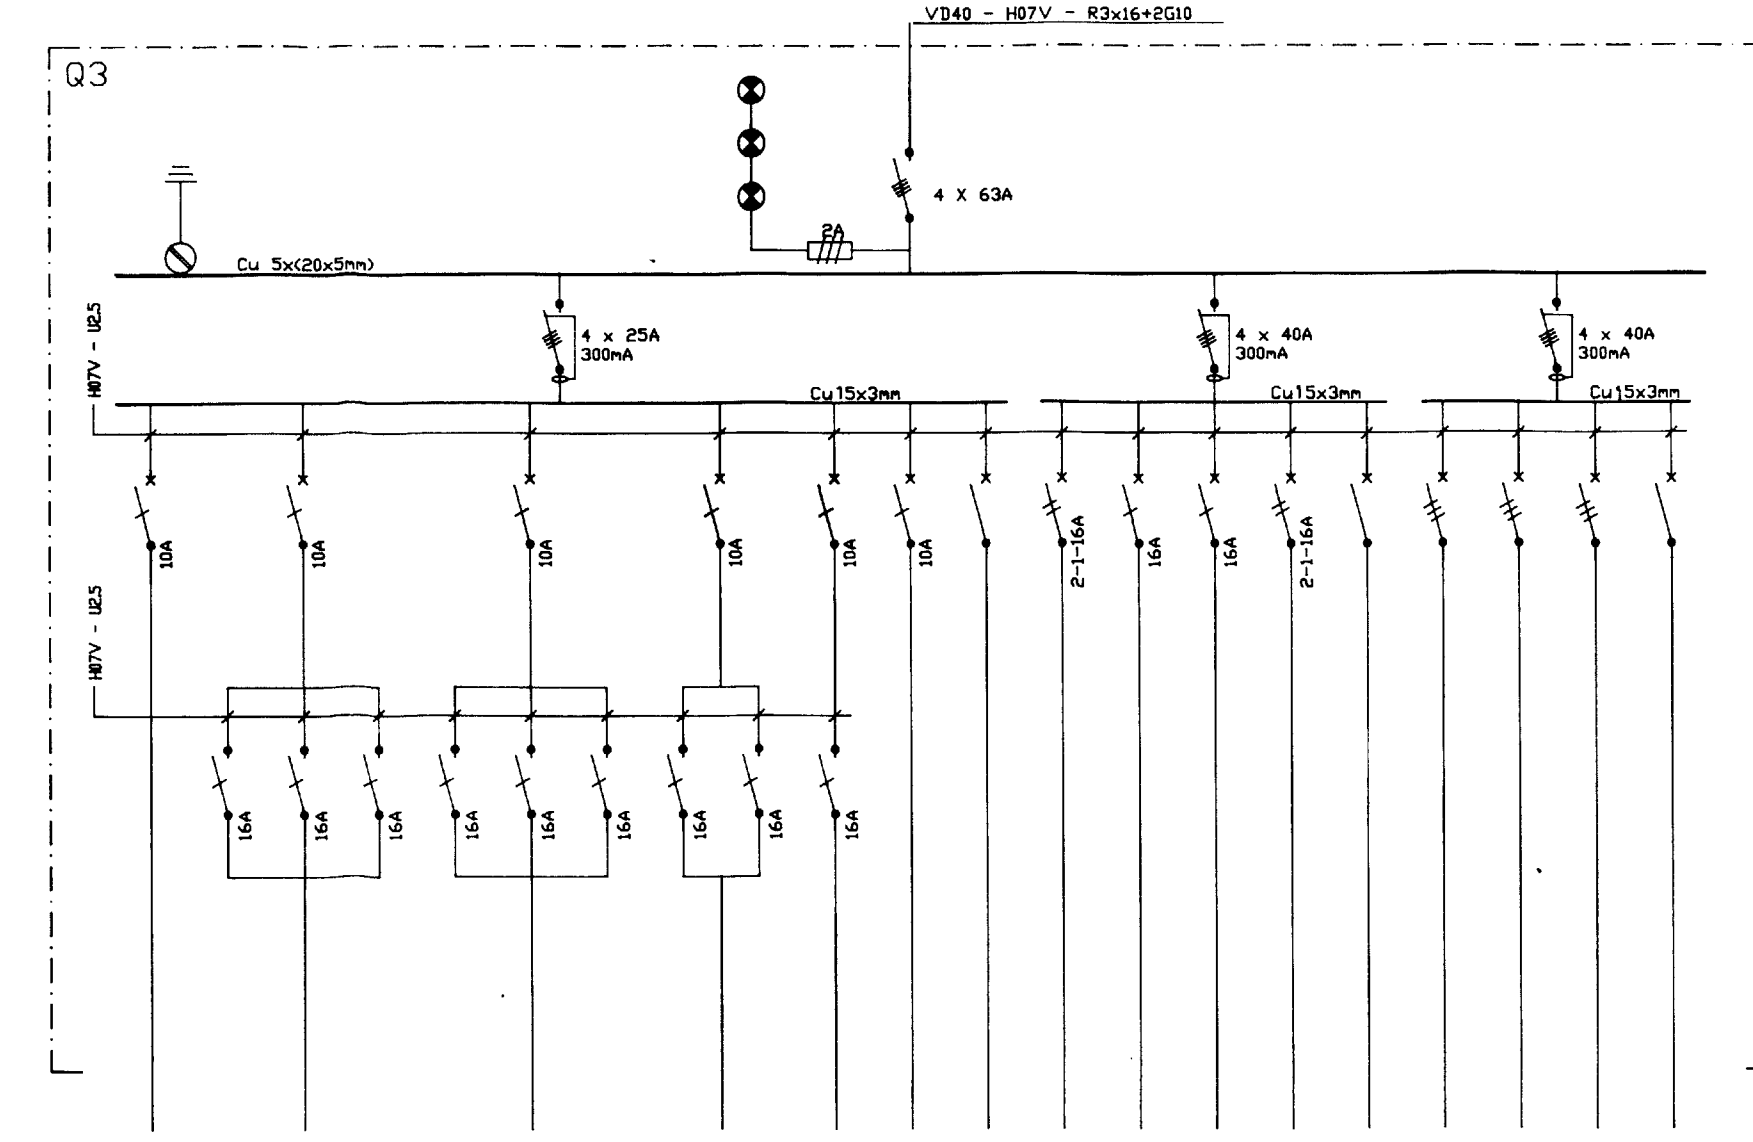 VD40 - H07V - R3x16+2G10
Q3
4 X 63A
2A
Cu 5x(20x5mm)
H07V - U2.5
4 x 25A
300mA
4 x 40A
300mA
4 x 40A
300mA
Cu15x3mm
Cu15x3mm
Cu15x3mm
10A
10A
10A
10A
10A
10A
2-1-16A
16A
16A
2-1-16A
H07V - U2.5
16A
16A
16A
16A
16A
16A
16A
16A
16A